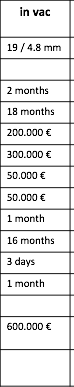 in vac
19 / 4.8 mm
2 months
18 months
200.000 €
300.000 €
50.000 €
50.000 €
1 month
16 months
3 days
1 month
600.000 €